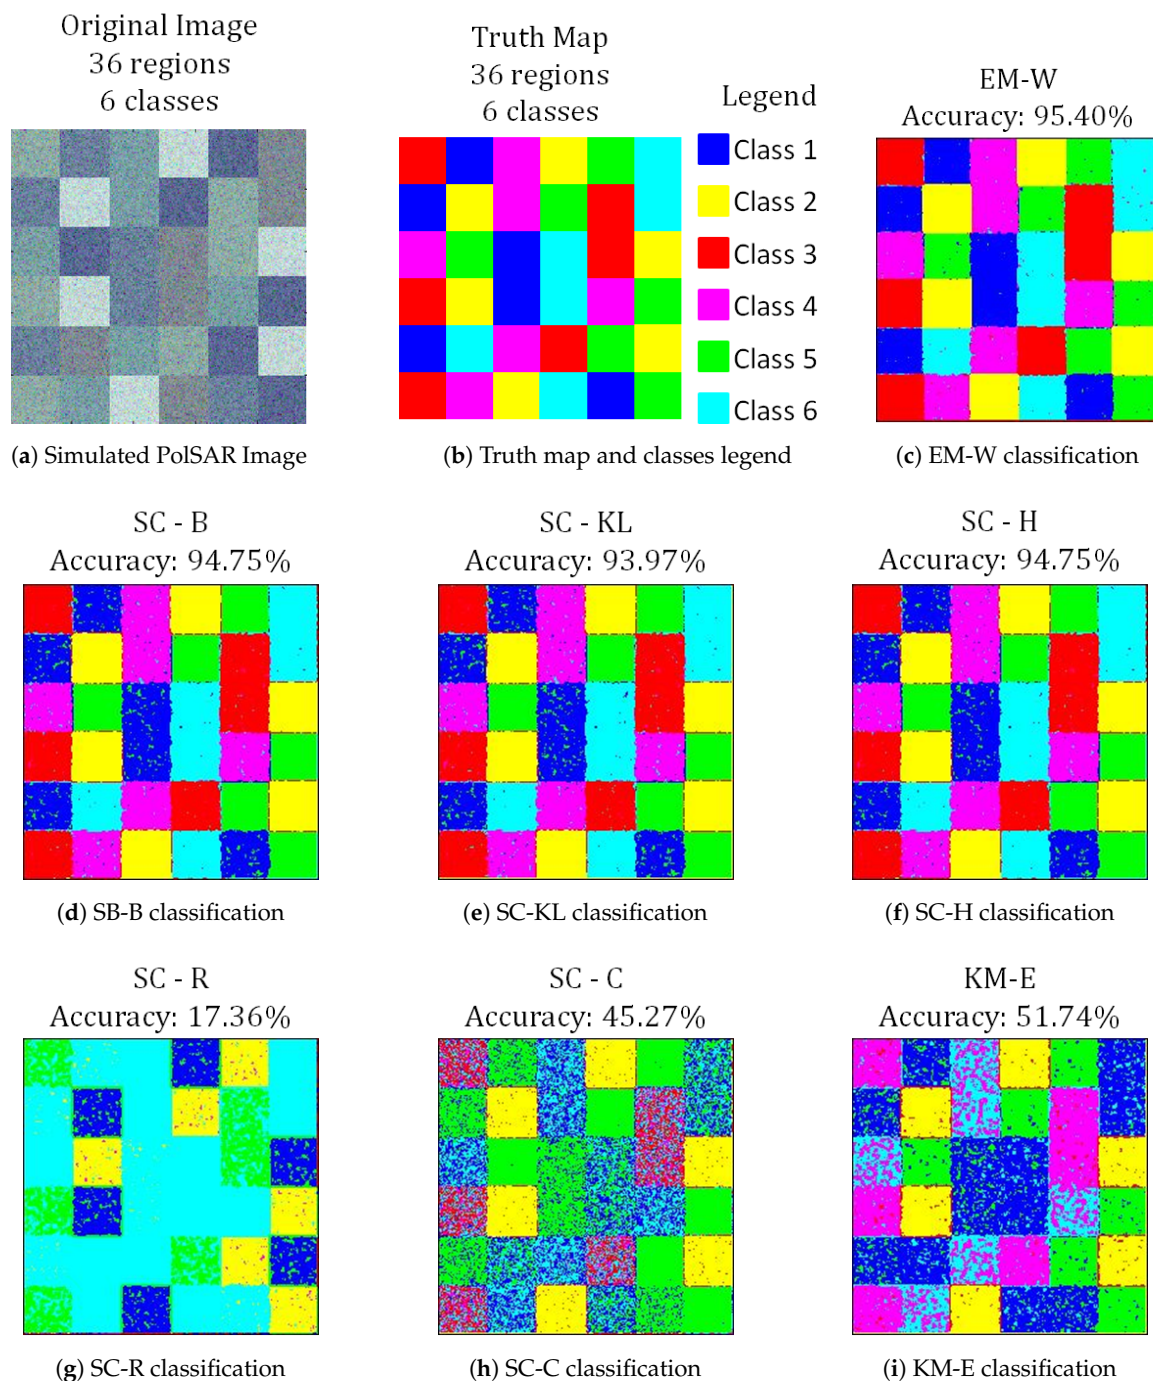 Original Image
36 regions
6 classes
Truth Map
36 regions
6 classes
Legend
Class 1
Class 2
Class 3
Class 4
Class 5
Class 6
EM-W
Accuracy: 95.40%
(a) Simulated PolSAR Image
(b) Truth map and classes legend
(c) EM-W classification
SC - B
Accuracy: 94.75%
SC - KL
Accuracy: 93.97%
SC - H
Accuracy: 94.75%
(d) SB-B classification
(e) SC-KL classification
(f) SC-H classification
SC - R
Accuracy: 17.36%
SC - C
Accuracy: 45.27%
KM-E
Accuracy: 51.74%
(g) SC-R classification
(h) SC-C classification
(i) KM-E classification